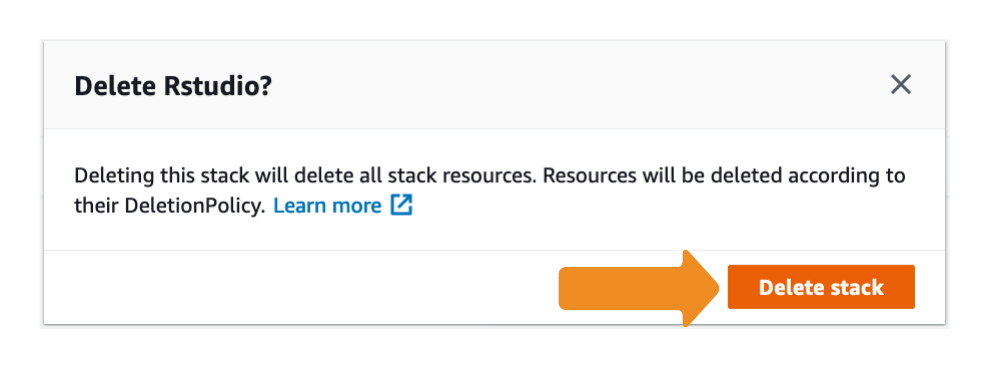 Delete Rstudio?
Deleting this stack will delete all stack resources. Resources will be deleted according to
their DeletionPolicy. Learn more
Delete stack